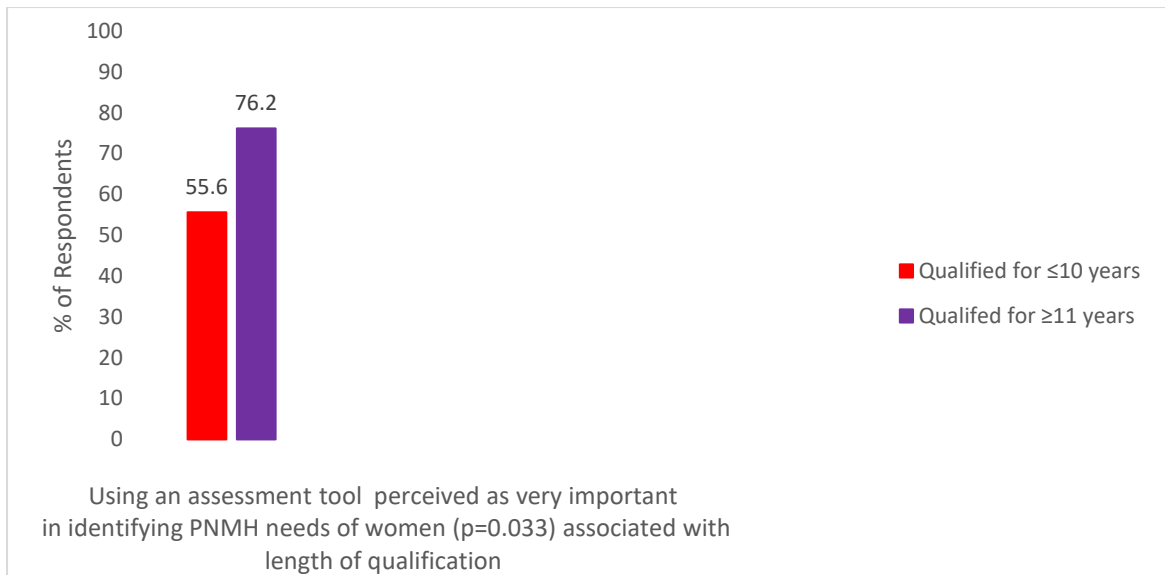 100
90
80
70
60
50
40
30
20
10
0
% of Respondents
55.6
76.2
Qualified for ≤10 years
Qualifed for ≥11 years
Using an assessment tool perceived as very important
in identifying PNMH needs of women (p=0.033) associated with
length of qualification